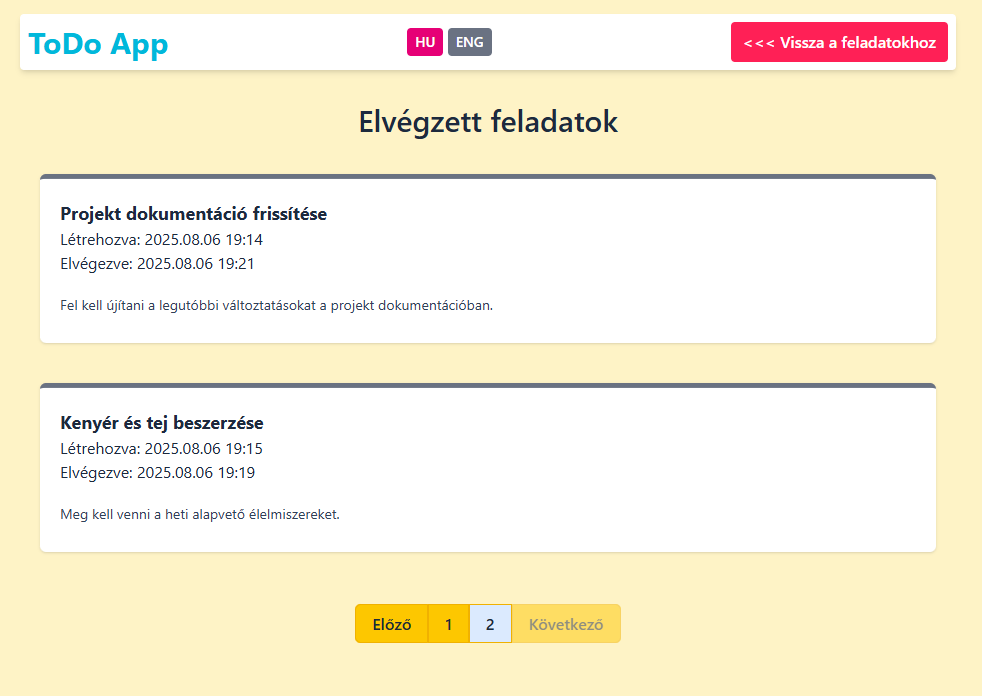 ToDo App
HU ENG
<<< Vissza a feladatokhoz
Elvégzett feladatok
Projekt dokumentáció frissítése
Létrehozva: 2025.08.06 19:14
Elvégezve: 2025.08.06 19:21
Fel kell újítani a legutóbbi változtatásokat a projekt dokumentációban.
Kenyér és tej beszerzése
Létrehozva: 2025.08.06 19:15
Elvégezve: 2025.08.06 19:19
Meg kell venni a heti alapvető élelmiszereket.
Előző 1 2 Következő